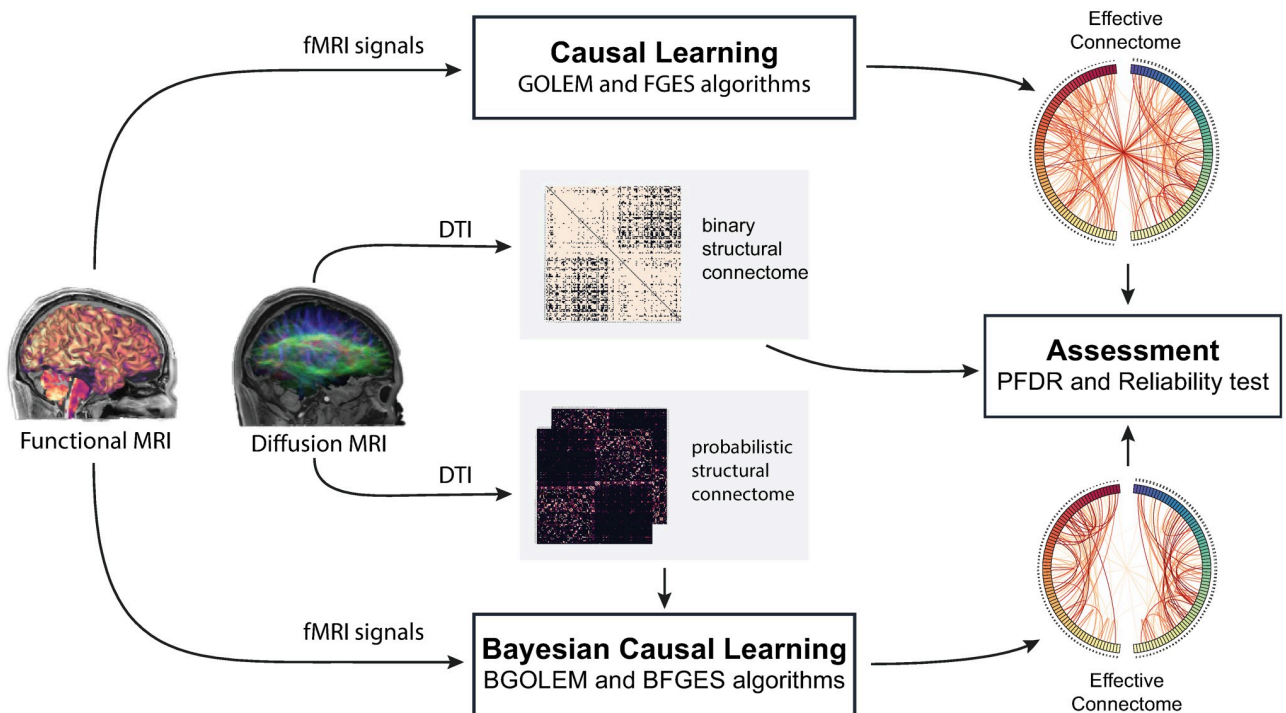 fMRI signals
Causal Learning
GOLEM and FGES algorithms
Effective
Connectome
DTI
binary
structural
connectome
Functional MRI
Diffusion MRI
Assessment
PFDR and Reliability test
DTI
probabilistic
structural
connectome
fMRI signals
Bayesian Causal Learning
BGOLEM and BFGES algorithms
Effective
Connectome